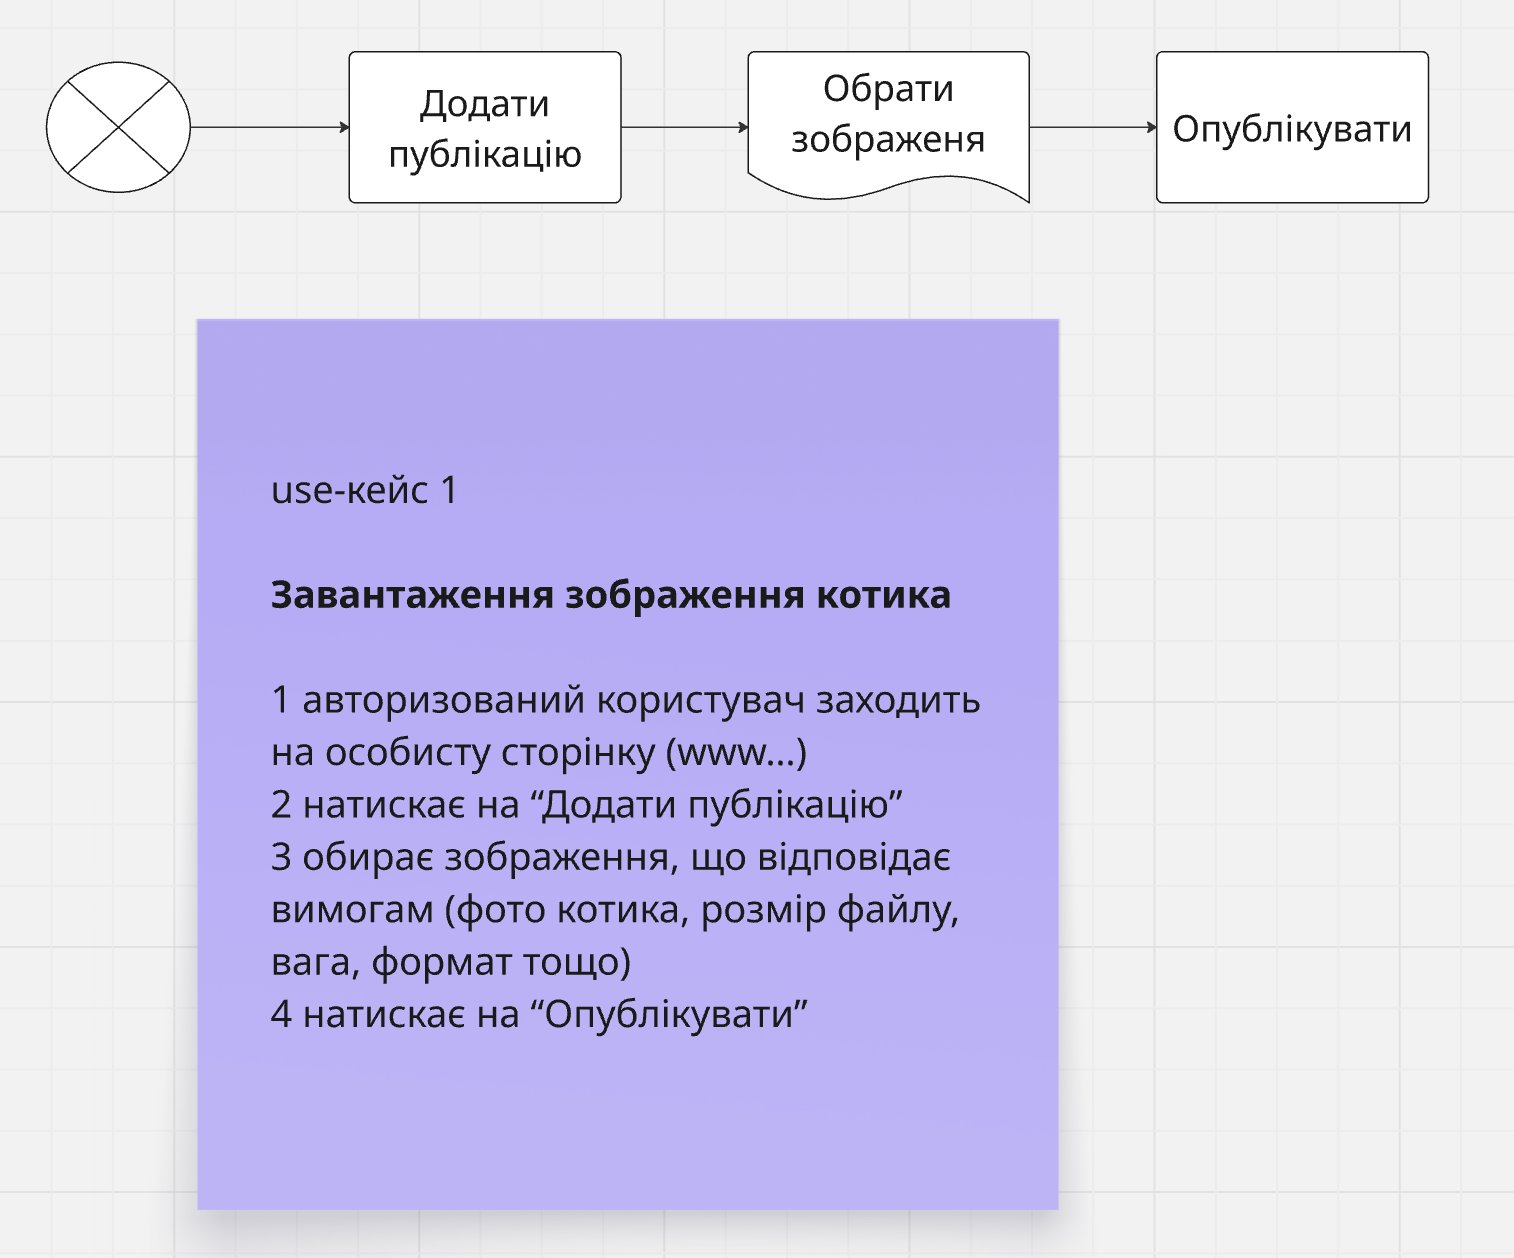 Додати
публікацію
Обрати
зображеня
Опублікувати
use-кейс 1
Завантаження зображення котика
1 авторизований користувач заходить
на особисту сторінку (www...)
2 натискає на “Додати публікацію”
3 обирає зображення, що відповідає
вимогам (фото котика, розмір файлу,
вага, формат тощо)
4 натискає на “Опублікувати”